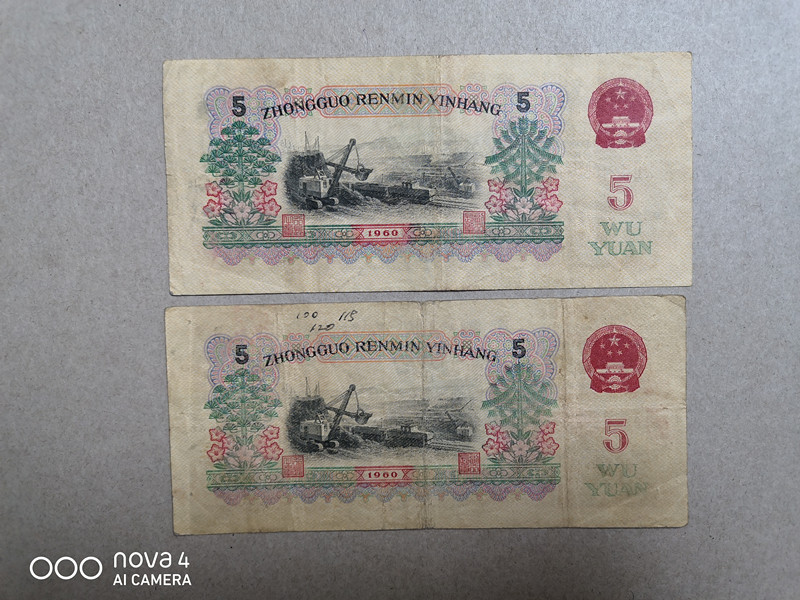 5 ZHONGGUO RENMIN YINHANG 5
5
WU
YUAN
1960
100 115
120
5 ZHONGGUO RENMIN YINHANG 5
5
WU
YUAN
1960
nova 4
AI CAMERA